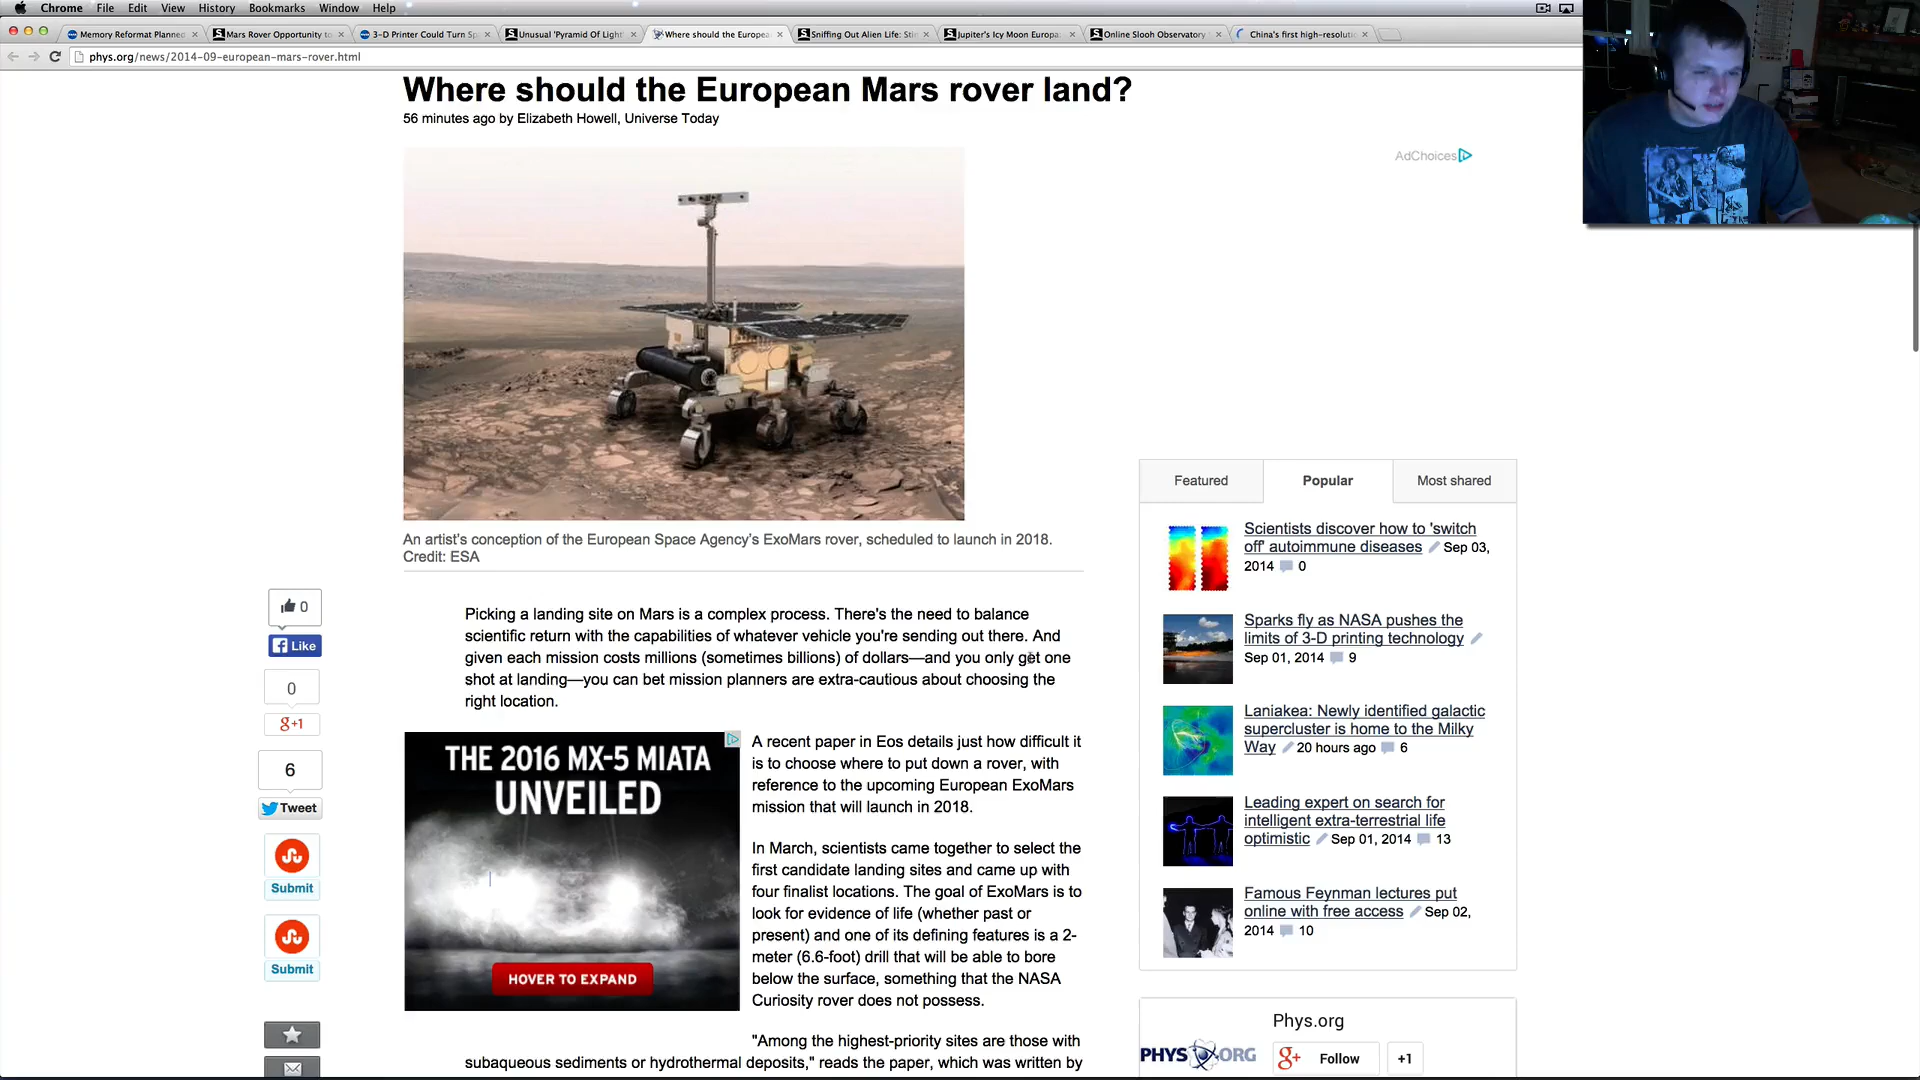 Chrome File Edit View History Bookmarks Window Help
Memory Reformat Planned
Mars Rover Opportunity to
3-D Printer Could Turn Sp
Unusual 'Pyramid Of Light'
Where should the Europea
Sniffing Out Alien Life: Sti
Jupiter's Icy Moon Europa
Online Slooh Observatory
China's first high-resoluti
phys.org/news/2014-09-european-mars-rover.html
Where should the European Mars rover land?
56 minutes ago by Elizabeth Howell, Universe Today
AdChoices
An artist's conception of the European Space Agency's ExoMars rover, scheduled to launch in 2018.
Credit: ESA
Picking a landing site on Mars is a complex process. There's the need to balance
scientific return with the capabilities of whatever vehicle you're sending out there. And
given each mission costs millions (sometimes billions) of dollars—and you only get one
shot at landing—you can bet mission planners are extra-cautious about choosing the
right location.
0
Like
0
g+1
6
Tweet
Submit
Submit
THE 2016 MX-5 MIATA
UNVEILED
HOVER TO EXPAND
A recent paper in Eos details just how difficult it
is to choose where to put down a rover, with
reference to the upcoming European ExoMars
mission that will launch in 2018.
In March, scientists came together to select the
first candidate landing sites and came up with
four finalist locations. The goal of ExoMars is to
look for evidence of life (whether past or
present) and one of its defining features is a 2-
meter (6.6-foot) drill that will be able to bore
below the surface, something that the NASA
Curiosity rover does not possess.
"Among the highest-priority sites are those with
subaqueous sediments or hydrothermal deposits," reads the paper, which was written by
Featured Popular Most shared
Scientists discover how to 'switch
off' autoimmune diseases Sep 03,
2014 0
Sparks fly as NASA pushes the
limits of 3-D printing technology
Sep 01, 2014 9
Laniakea: Newly identified galactic
supercluster is home to the Milky
Way 20 hours ago 6
Leading expert on search for
intelligent extra-terrestrial life
optimistic Sep 01, 2014 13
Famous Feynman lectures put
online with free access Sep 02,
2014 10
Phys.org
PHYS ORG g+ Follow +1